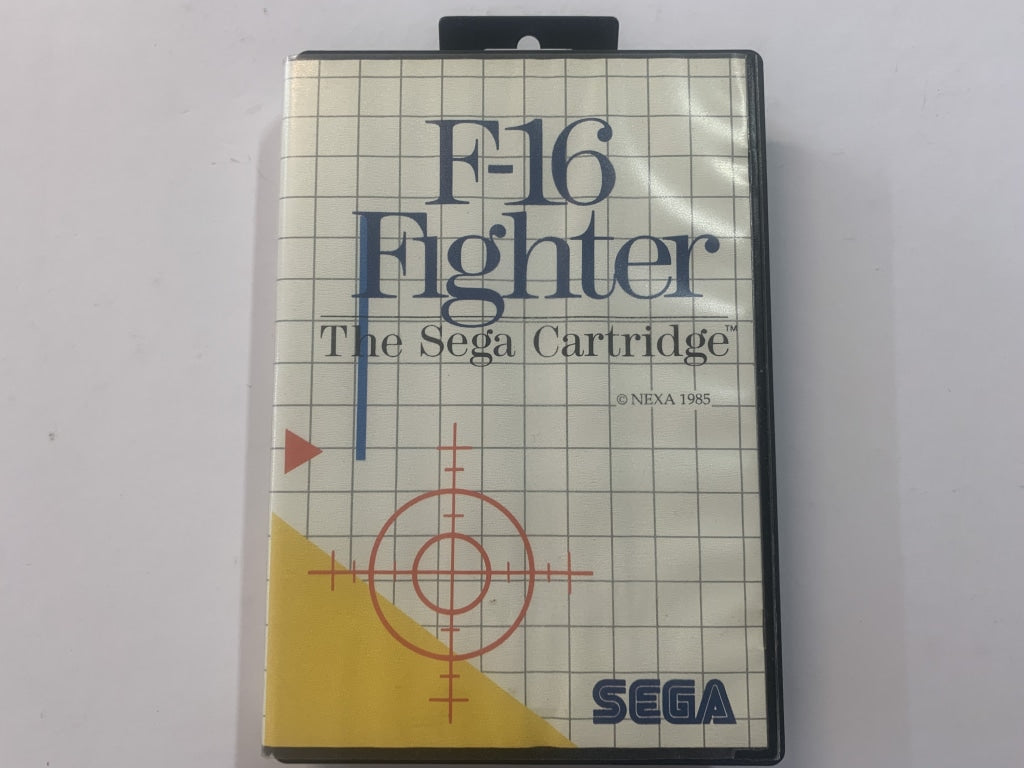 F-16
Fighter
The Sega Cartridge™
© NEXA 1985
SEGA